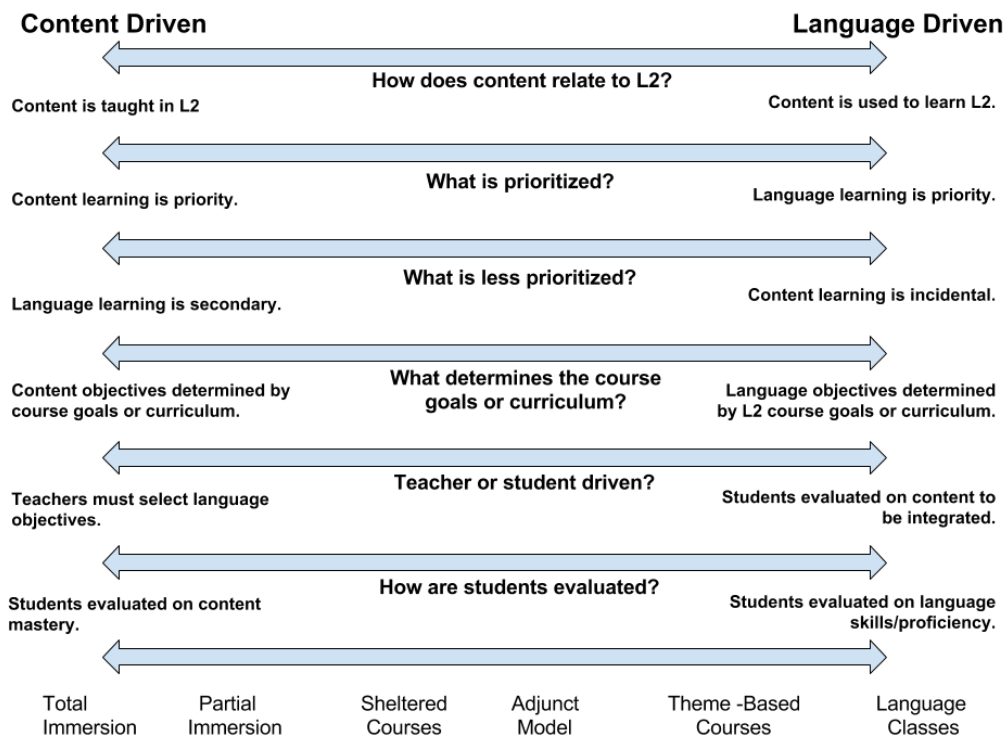 Content Driven
Language Driven
How does content relate to L2?
Content is taught in L2
Content is used to learn L2.
What is prioritized?
Content learning is priority.
Language learning is priority.
What is less prioritized?
Language learning is secondary.
Content learning is incidental.
What determines the course
goals or curriculum?
Content objectives determined by
course goals or curriculum.
Language objectives determined
by L2 course goals or curriculum.
Teacher or student driven?
Teachers must select language
objectives.
Students evaluated on content to
be integrated.
How are students evaluated?
Students evaluated on content
mastery.
Students evaluated on language
skills/proficiency.
Total
Immersion
Partial
Immersion
Sheltered
Courses
Adjunct
Model
Theme -Based
Courses
Language
Classes